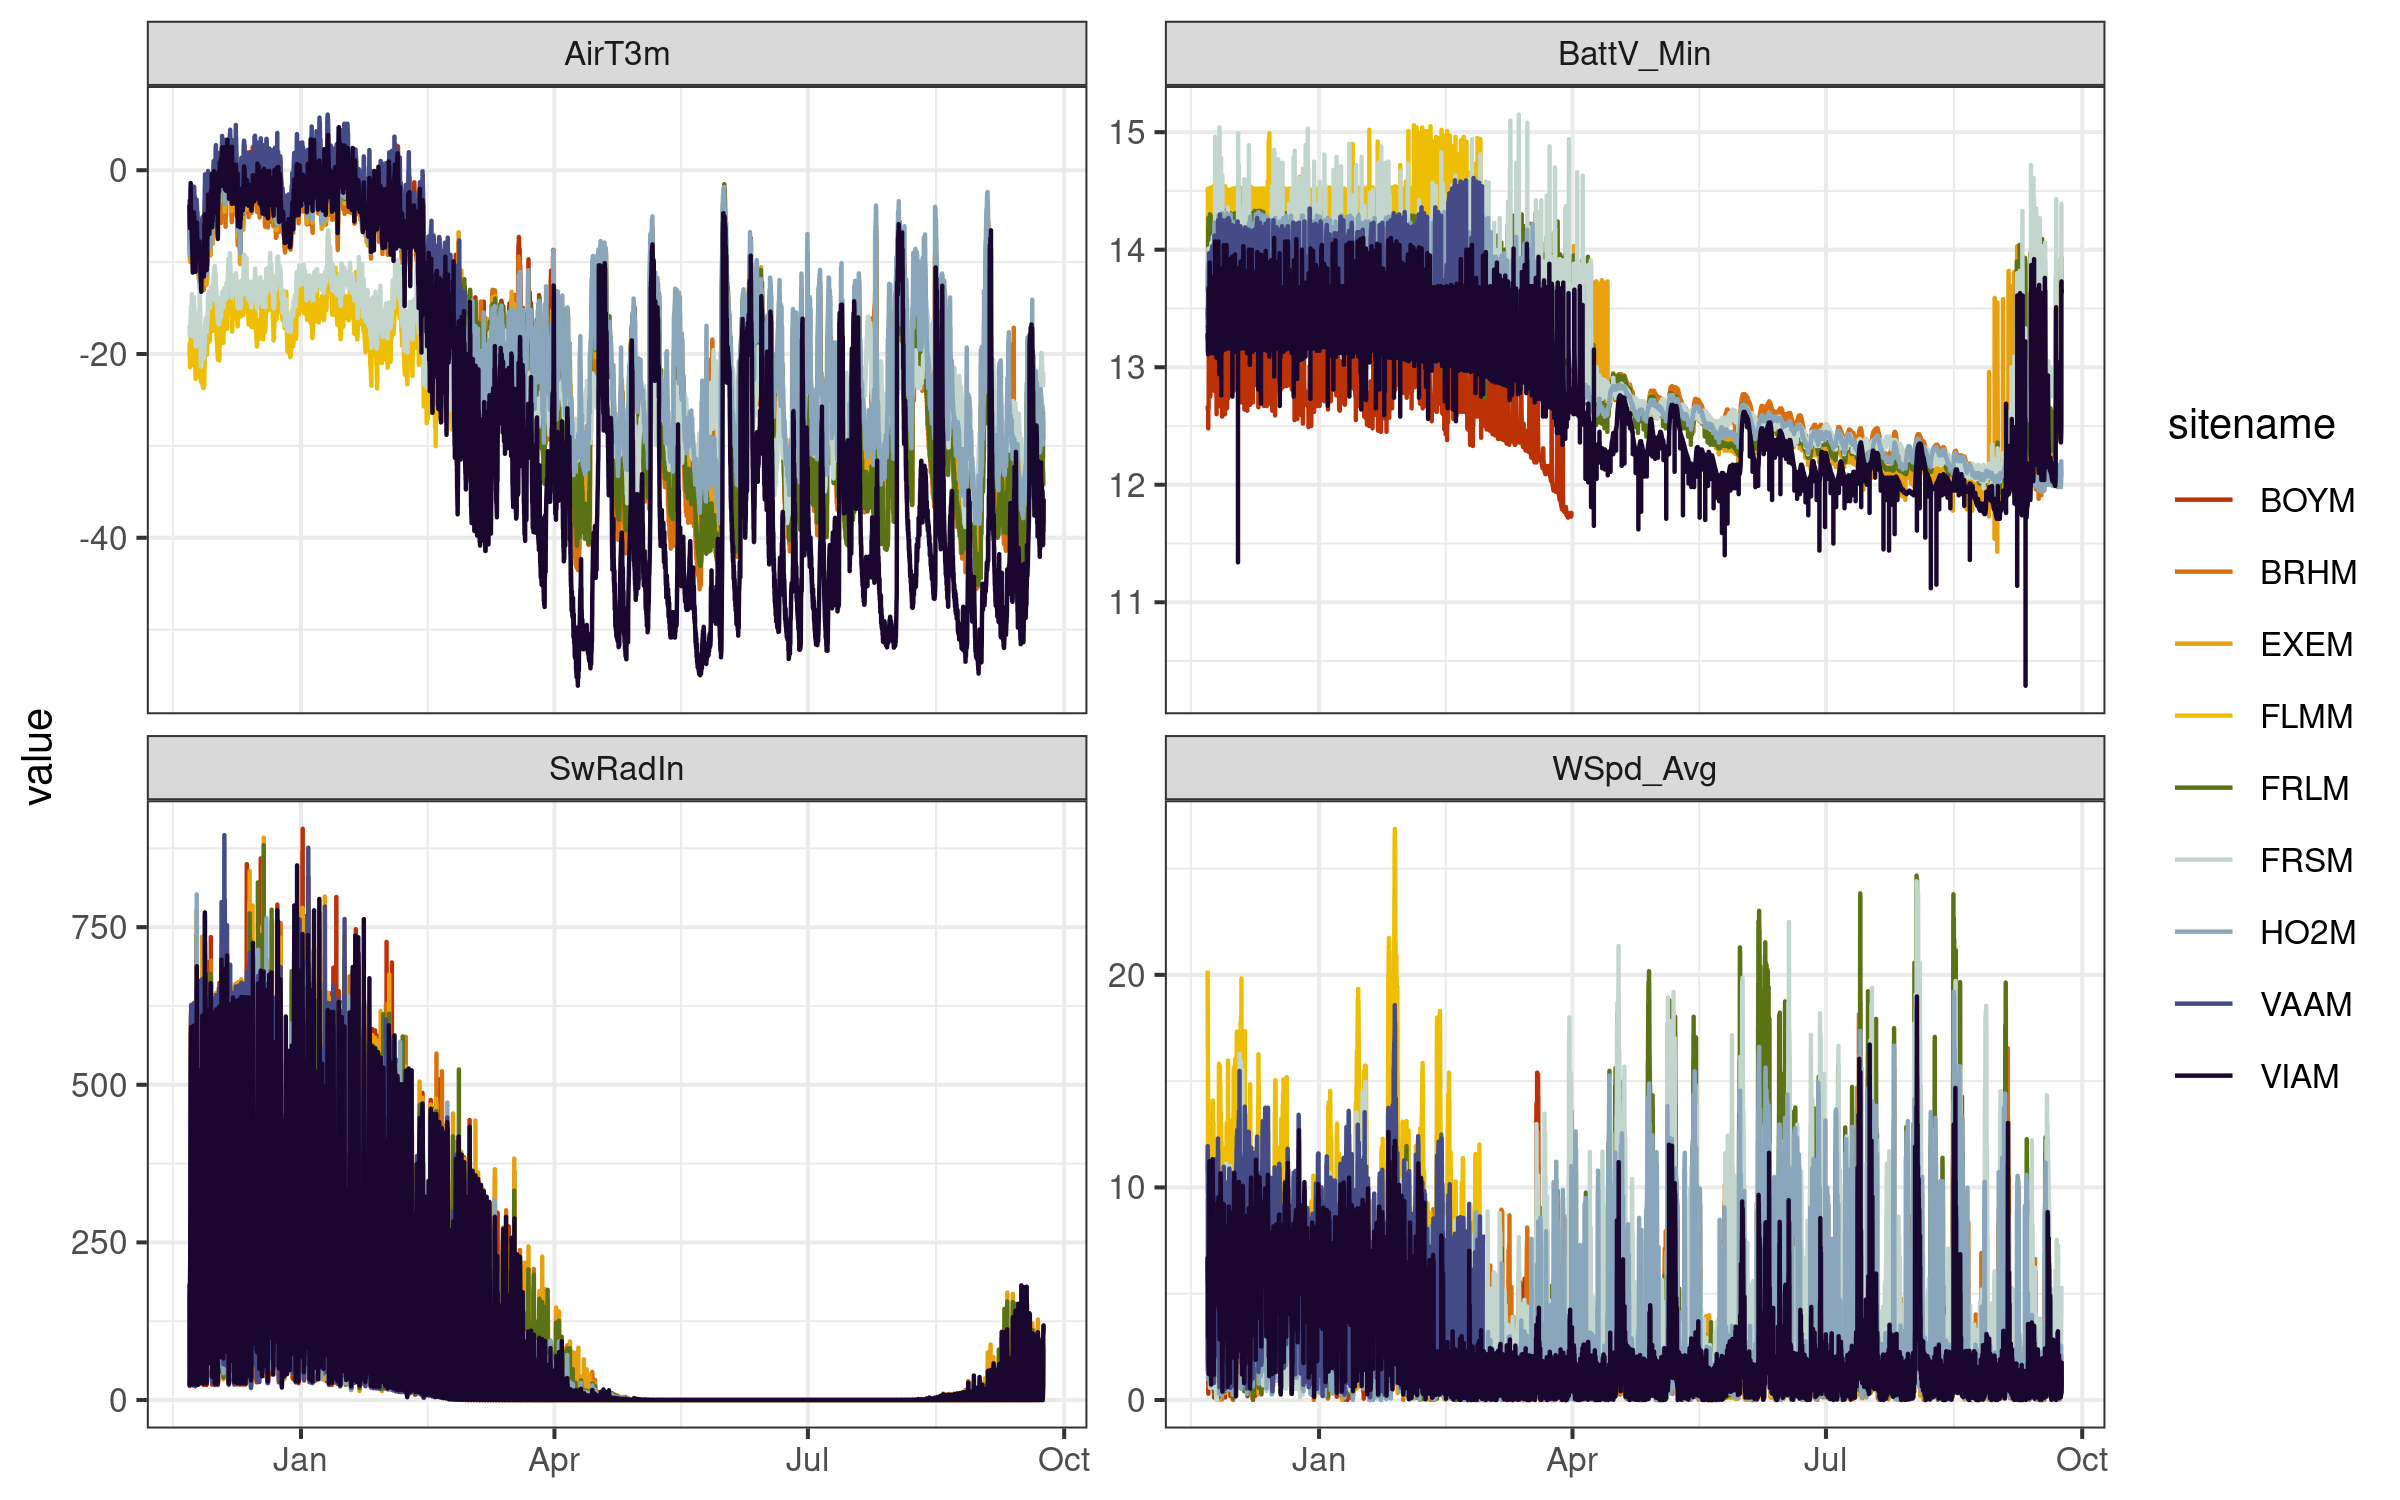 AirT3m
BattV_Min
0
-20
-40
15
14
13
12
11
value
SwRadIn
WSpd_Avg
750
500
250
0
20
10
0
Jan Apr Jul Oct
Jan Apr Jul Oct
sitename
BOYM
BRHM
EXEM
FLMM
FRLM
FRSM
HO2M
VAAM
VIAM